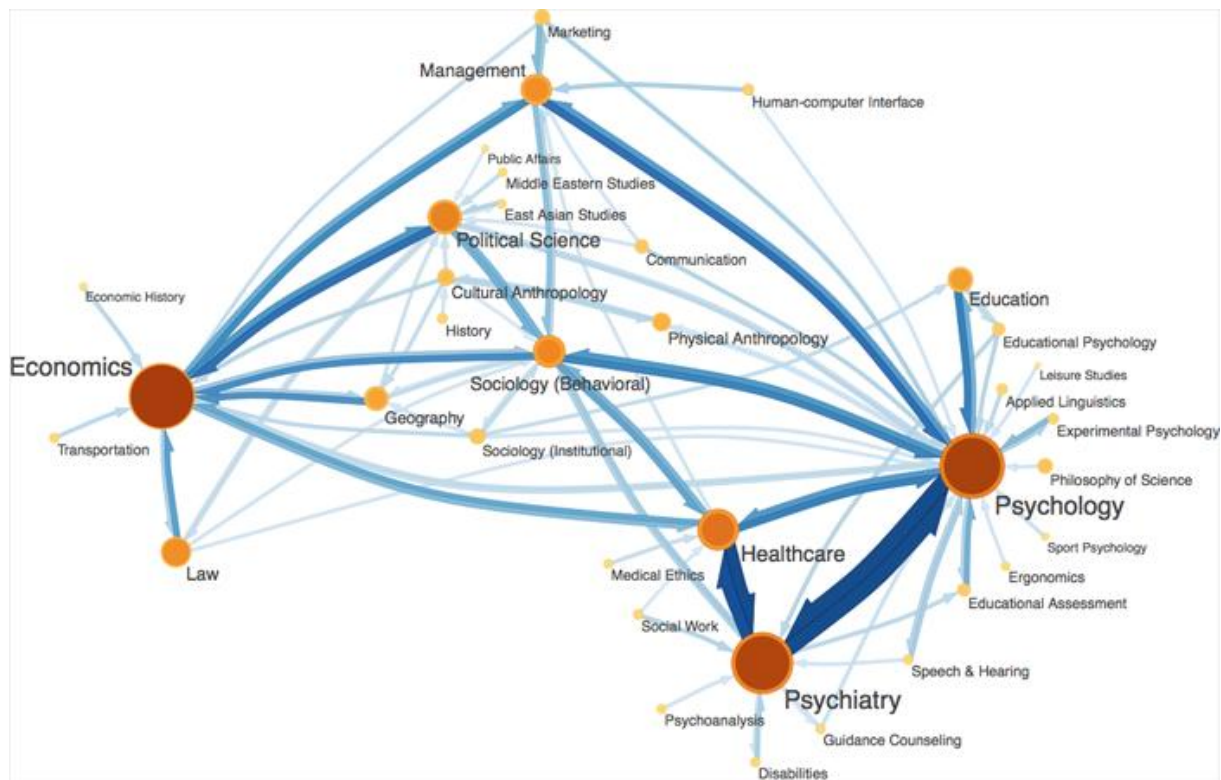 Marketing
Management
Human-computer Interface
Public Affairs
Middle Eastern Studies
East Asian Studies
Political Science
Communication
Economic History
Cultural Anthropology
Education
History
Physical Anthropology
Educational Psychology
Economics
Sociology (Behavioral)
Leisure Studies
Applied Linguistics
Geography
Experimental Psychology
Transportation
Sociology (Institutional)
Philosophy of Science
Psychology
Law
Healthcare
Sport Psychology
Medical Ethics
Ergonomics
Educational Assessment
Social Work
Speech & Hearing
Psychiatry
Psychoanalysis
Guidance Counseling
Disabilities